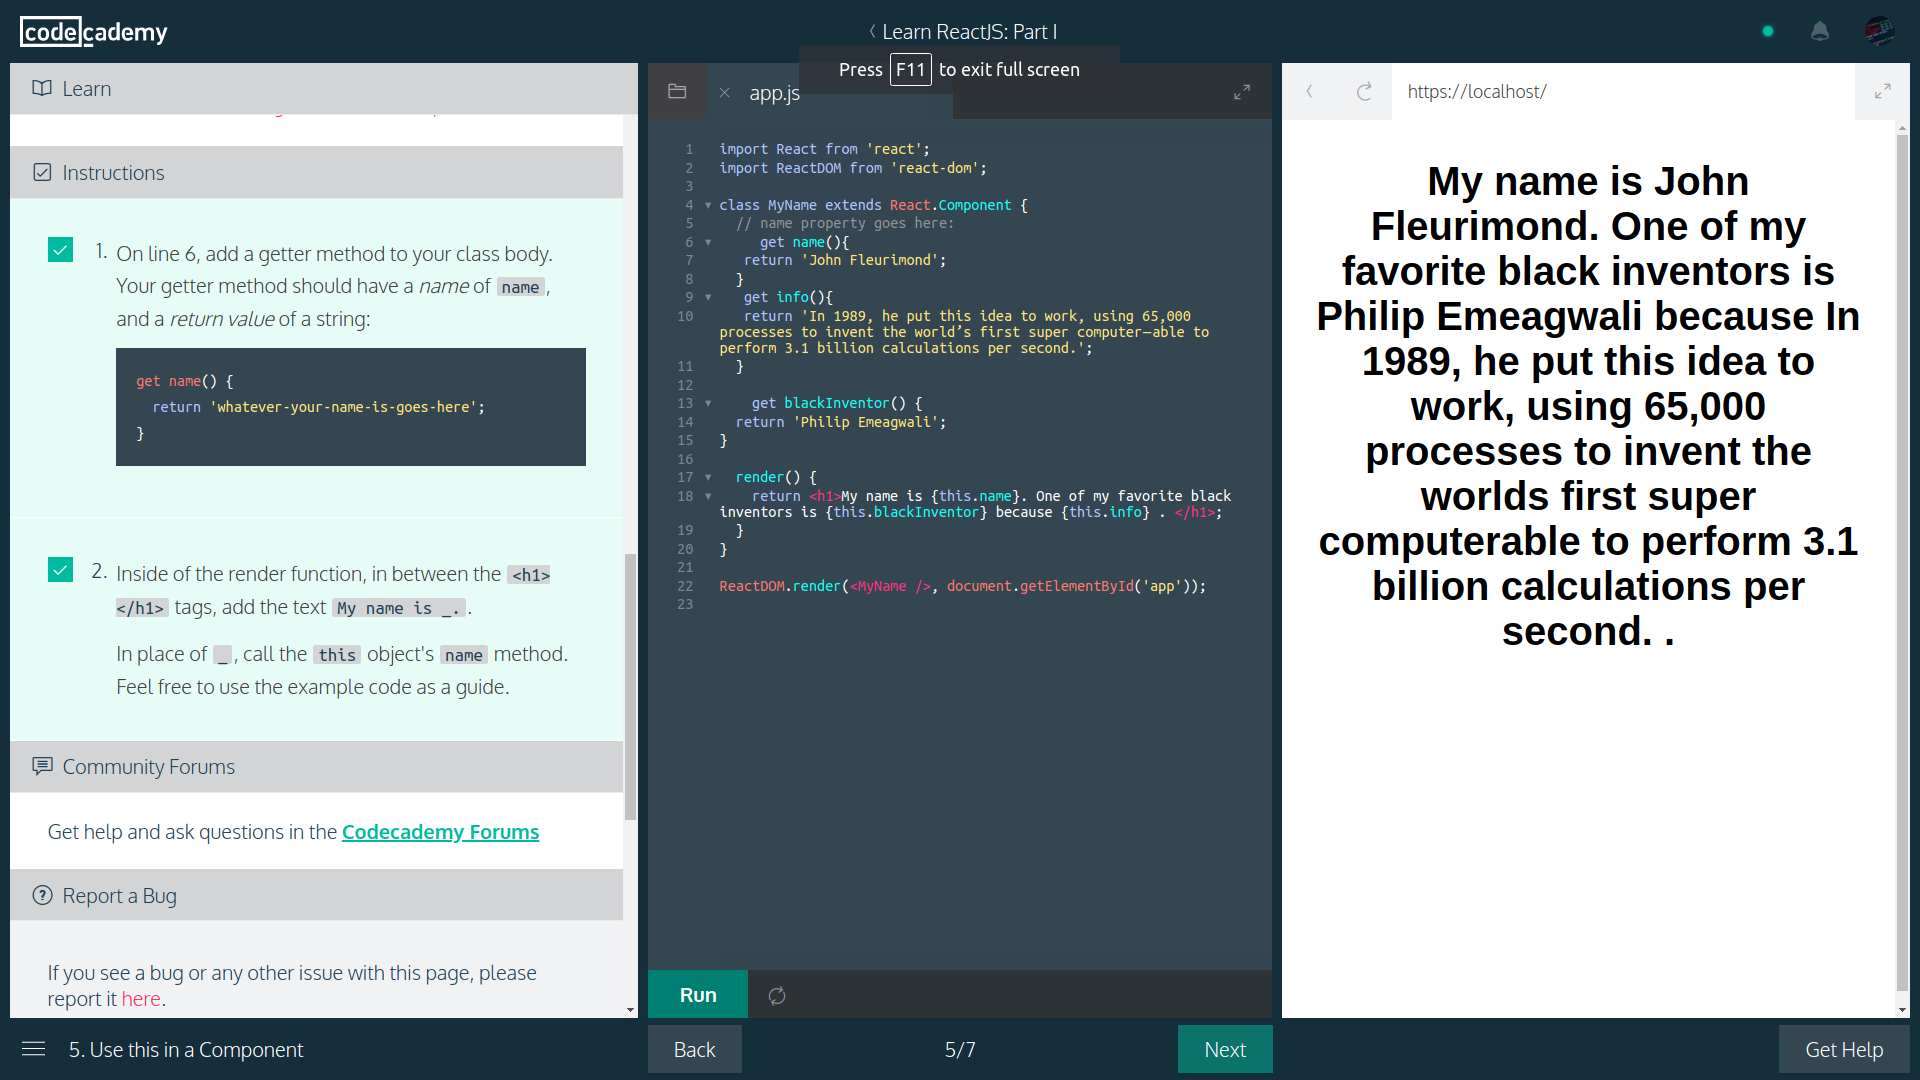 codecademy
Learn ReactJS: Part I
Press F11 to exit full screen
Learn
Instructions
1. On line 6, add a getter method to your class body.
Your getter method should have a name of name,
and a return value of a string:
get name() {
return 'whatever-your-name-is-goes-here';
}
2. Inside of the render function, in between the <h1>
</h1> tags, add the text My name is _..
In place of _, call the this object's name method.
Feel free to use the example code as a guide.
Community Forums
Get help and ask questions in the Codecademy Forums
Report a Bug
If you see a bug or any other issue with this page, please
report it here.
app.js
1 import React from 'react';
2 import ReactDOM from 'react-dom';
3
4 class MyName extends React.Component {
5 // name property goes here:
6 get name(){
7 return 'John Fleurimond';
8 }
9 get info(){
10 return 'In 1989, he put this idea to work, using 65,000
processes to invent the world’s first super computer—able to
perform 3.1 billion calculations per second.';
11 }
12
13 get blackInventor() {
14 return 'Philip Emeagwali';
15 }
16
17 render() {
18 return <h1>My name is {this.name}. One of my favorite black
inventors is {this.blackInventor} because {this.info} . </h1>;
19 }
20 }
21
22 ReactDOM.render(<MyName />, document.getElementById('app'));
23
Run
https://localhost/
My name is John
Fleurimond. One of my
favorite black inventors is
Philip Emeagwali because In
1989, he put this idea to
work, using 65,000
processes to invent the
worlds first super
computerable to perform 3.1
billion calculations per
second. .
5. Use this in a Component
Back
5/7
Next
Get Help